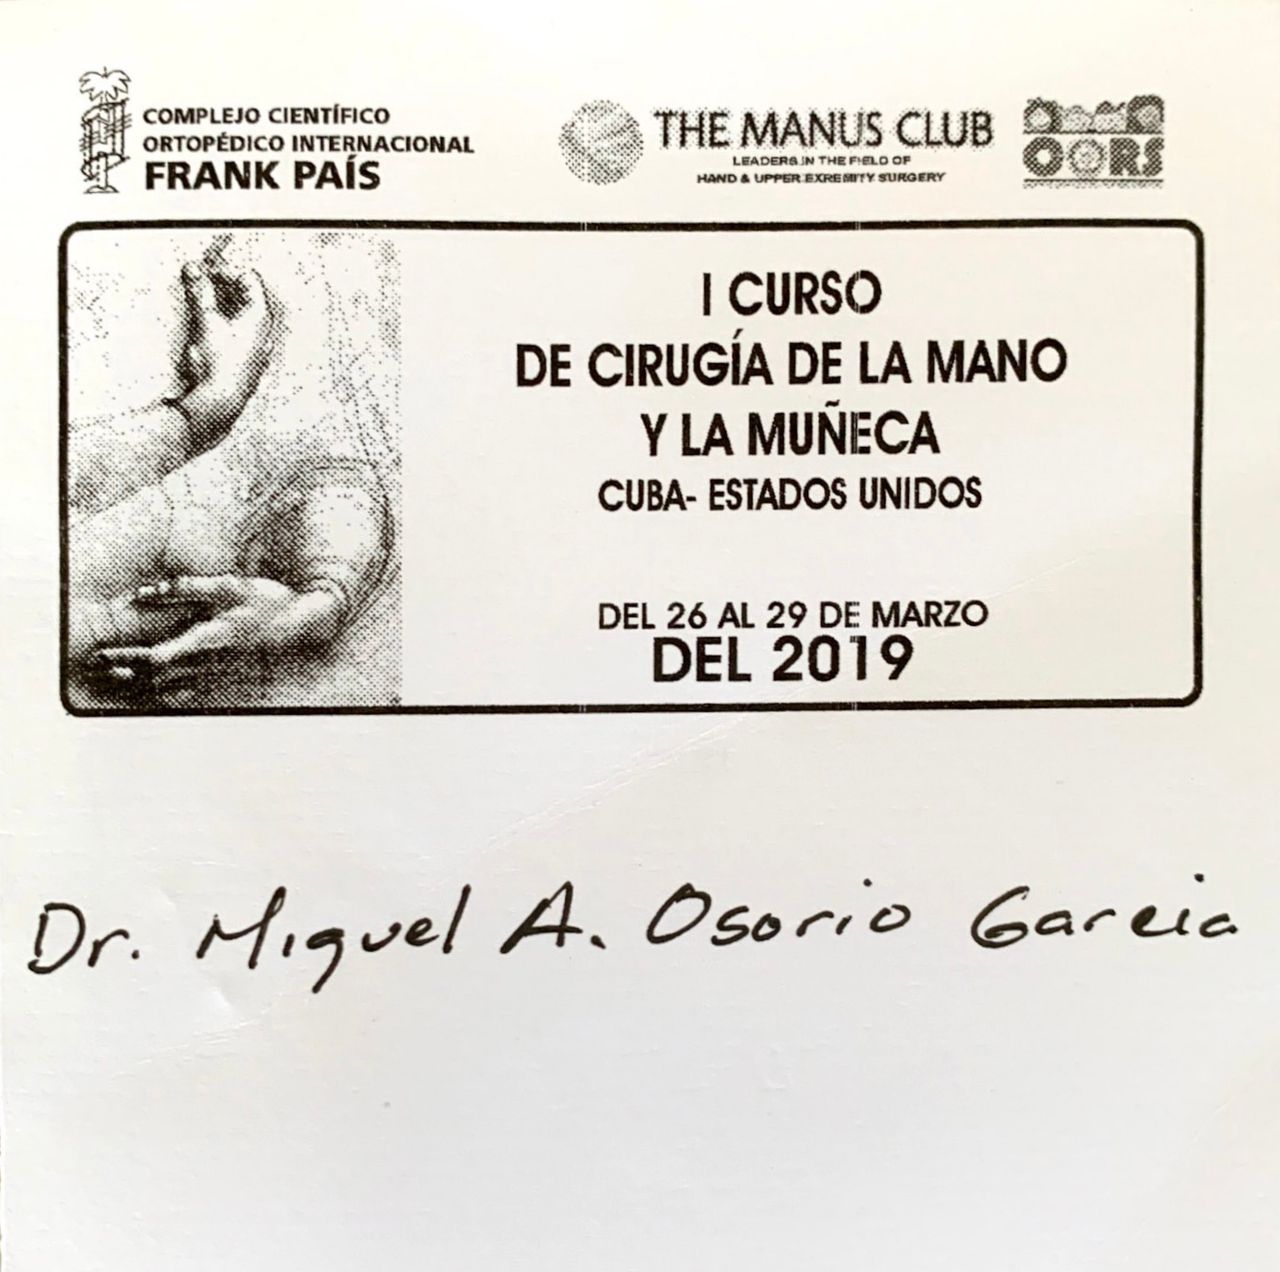 COMPLEJO CIENTÍFICO
ORTOPÉDICO INTERNACIONAL
FRANK PAÍS
THE MANUS CLUB
LEADERS IN THE FIELD OF
HAND & UPPER EXREMITY SURGERY
I CURSO
DE CIRUGÍA DE LA MANO
Y LA MUÑECA
CUBA- ESTADOS UNIDOS
DEL 26 AL 29 DE MARZO
DEL 2019
Dr. Miguel A. Osorio Garcia